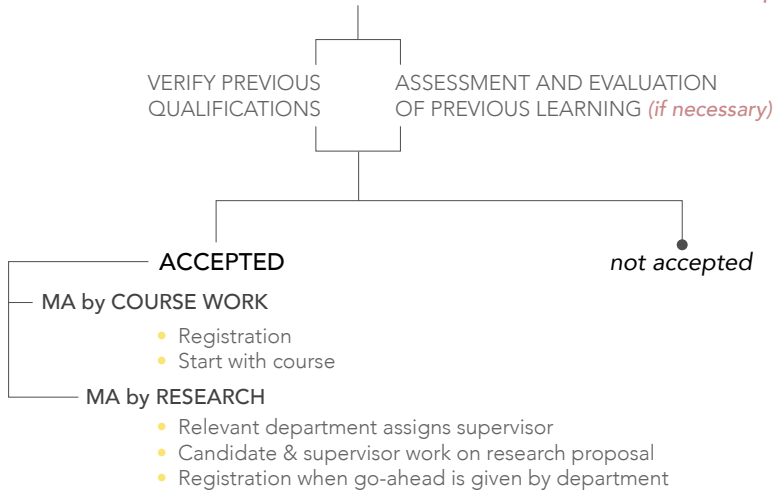 VERIFY PREVIOUS
QUALIFICATIONS
ASSESSMENT AND EVALUATION
OF PREVIOUS LEARNING (if necessary)
ACCEPTED
not accepted
MA by COURSE WORK
• Registration
• Start with course
MA by RESEARCH
• Relevant department assigns supervisor
• Candidate & supervisor work on research proposal
• Registration when go-ahead is given by department